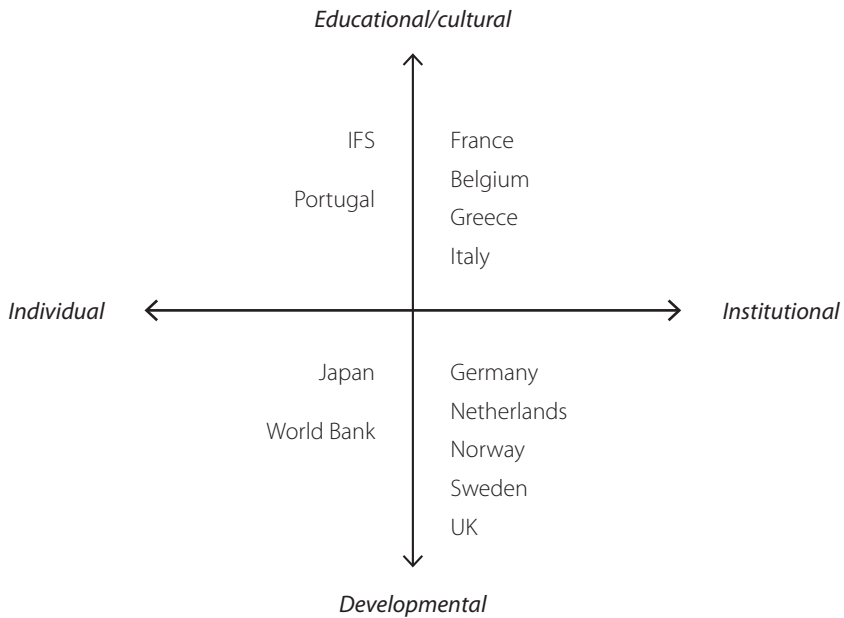 Educational/cultural
IFS
Portugal
France
Belgium
Greece
Italy
Individual
Institutional
Japan
World Bank
Germany
Netherlands
Norway
Sweden
UK
Developmental